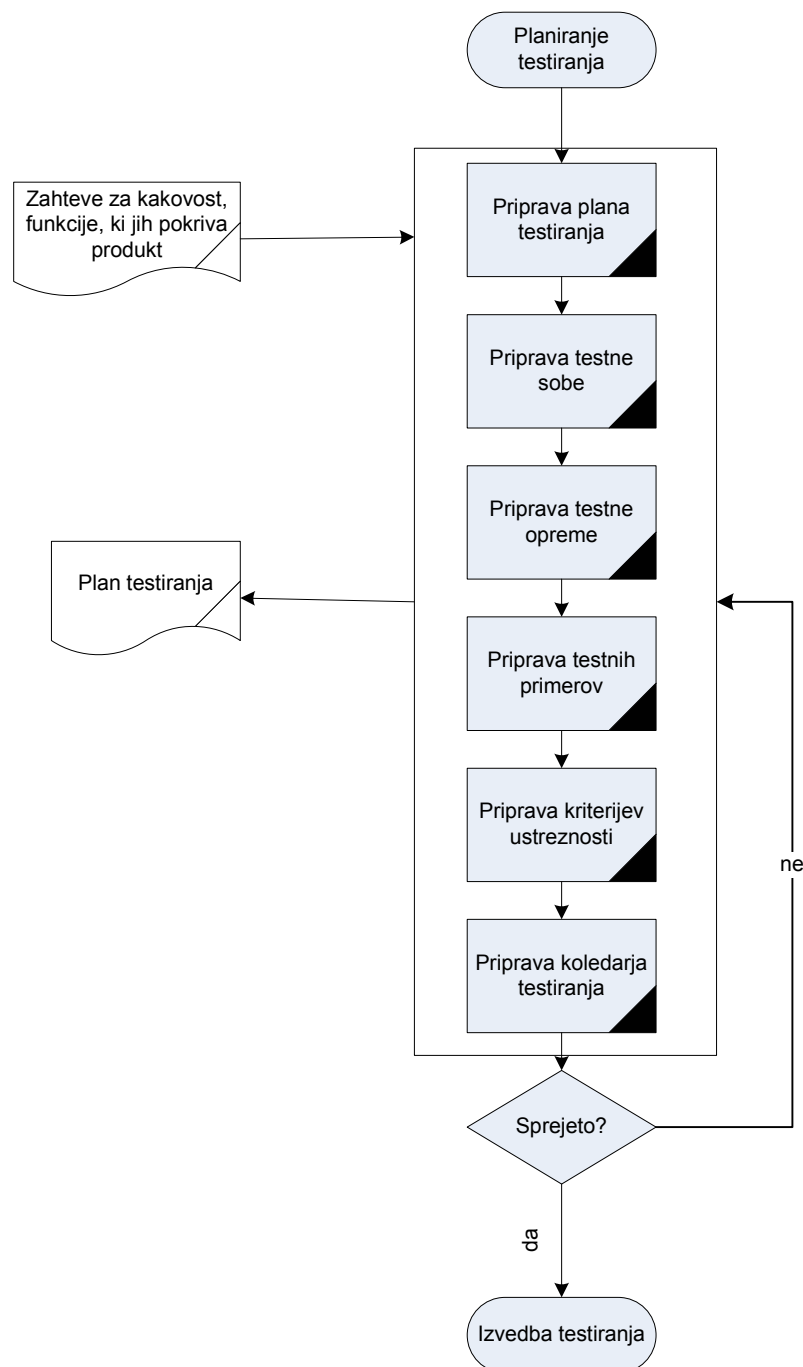 Planiranje
testiranja
Zahteve za kakovost,
funkcije, ki jih pokriva
produkt
Priprava plana
testiranja
Priprava testne
sobe
Priprava testne
opreme
Plan testiranja
Priprava testnih
primerov
Priprava kriterijev
ustreznosti
ne
Priprava koledarja
testiranja
Sprejeto?
da
Izvedba testiranja